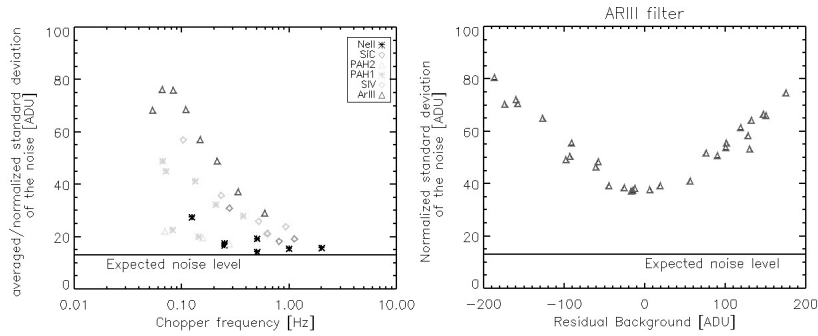 ARIII filter
averaged/normalized standard deviation
of the noise [ADU]
100
80
60
40
20
0
NeII
SIC
PAH2
PAH1
SIV
ArIII
Expected noise level
0.01
0.10
1.00
10.00
Chopper frequency [Hz]
Normalized standard deviation
of the noise [ADU]
100
80
60
40
20
0
Expected noise level
-200
-100
0
100
200
Residual Background [ADU]